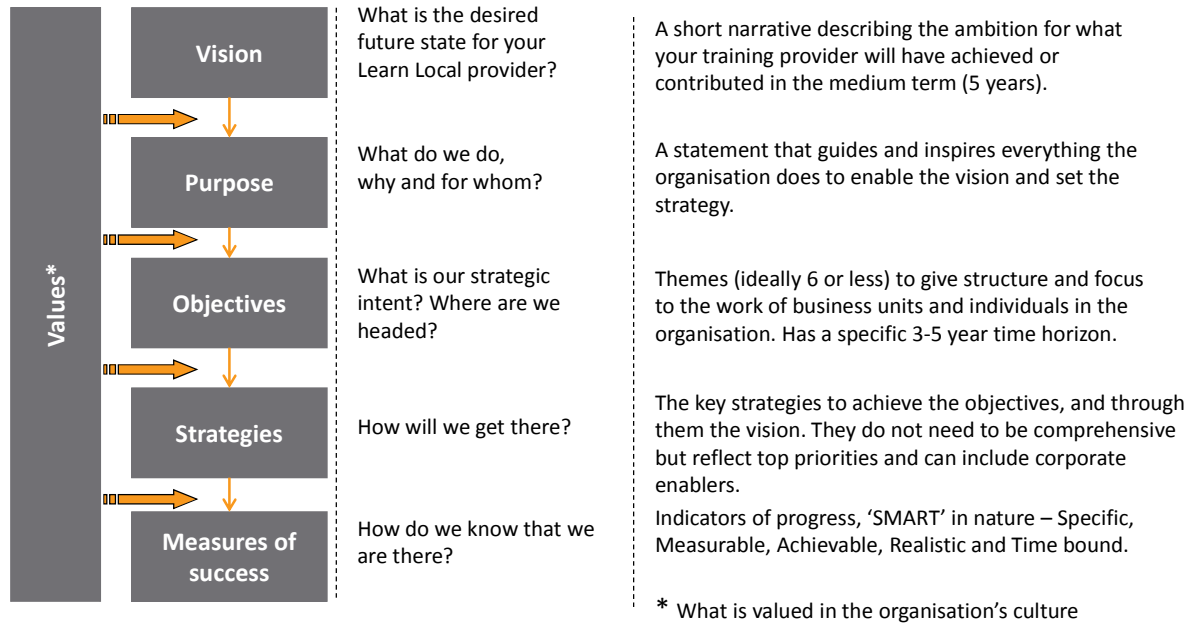 Values*
Vision
What is the desired
future state for your
Learn Local provider?
A short narrative describing the ambition for what
your training provider will have achieved or
contributed in the medium term (5 years).
Purpose
What do we do,
why and for whom?
A statement that guides and inspires everything the
organisation does to enable the vision and set the
strategy.
Objectives
What is our strategic
intent? Where are we
headed?
Themes (ideally 6 or less) to give structure and focus
to the work of business units and individuals in the
organisation. Has a specific 3-5 year time horizon.
Strategies
How will we get there?
The key strategies to achieve the objectives, and through
them the vision. They do not need to be comprehensive
but reflect top priorities and can include corporate
enablers.
Measures of
success
How do we know that we
are there?
Indicators of progress, ‘SMART’ in nature – Specific,
Measurable, Achievable, Realistic and Time bound.
* What is valued in the organisation’s culture